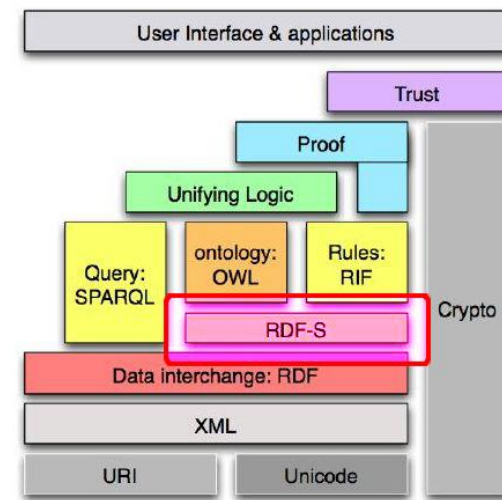 User Interface & applications
Trust
Proof
Unifying Logic
Query:
SPARQL
ontology:
OWL
Rules:
RIF
Crypto
RDF-S
Data interchange: RDF
XML
URI
Unicode